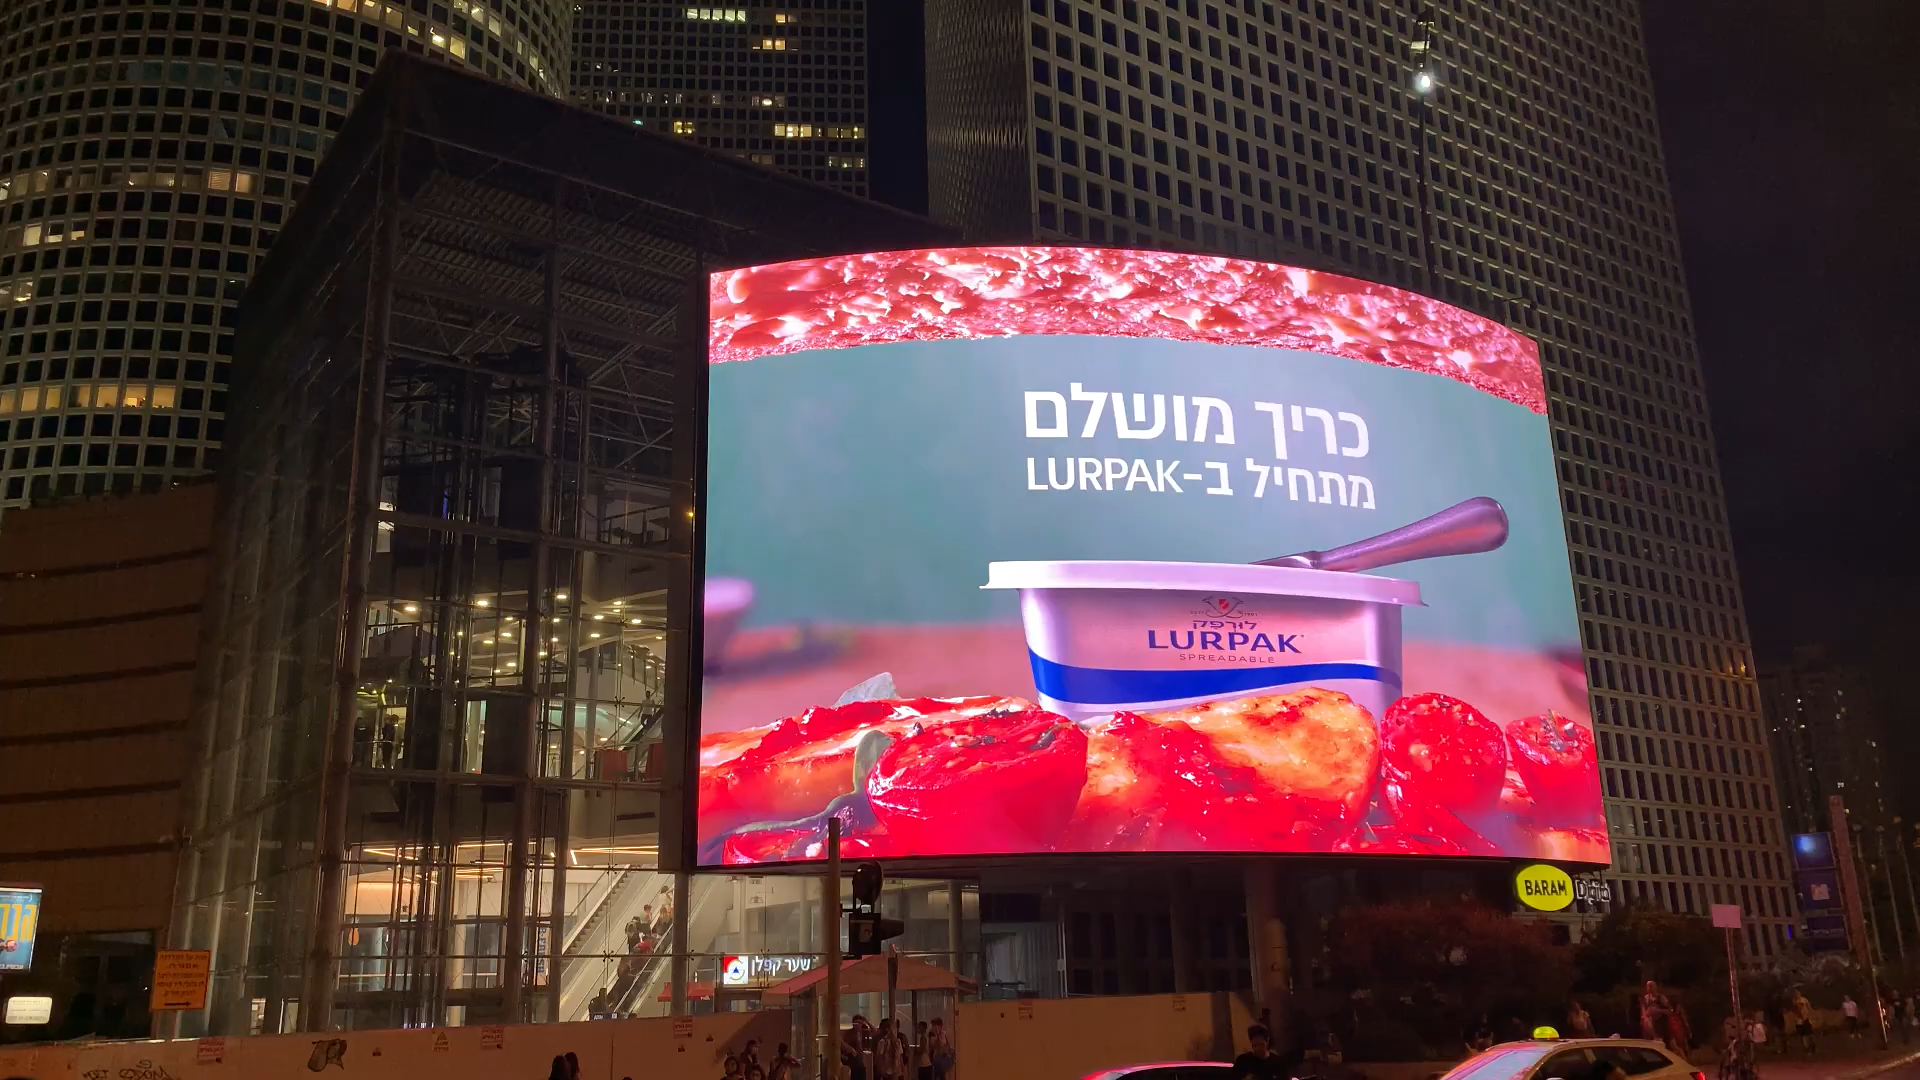 כריך מושלם
מתחיל ב-LURPAK
לורפק
LURPAK
SPREADABLE
BARAM
שער קפלן